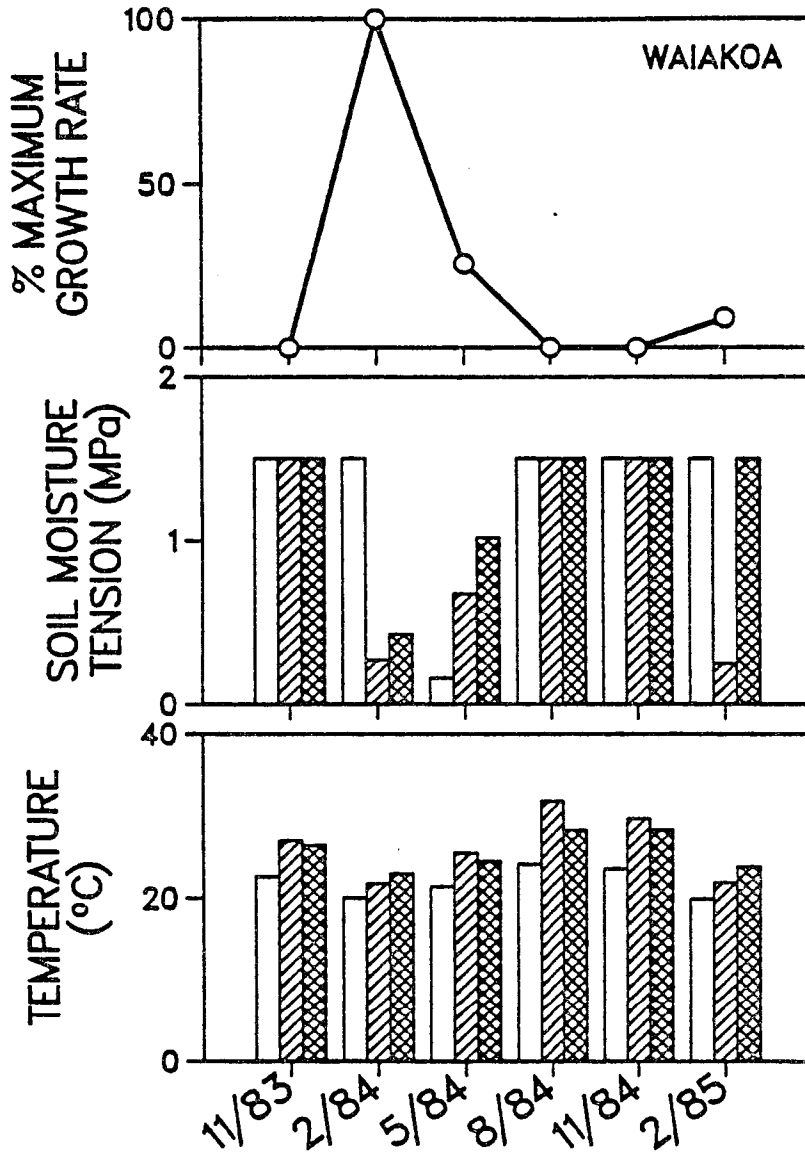 WAIAKOA
% MAXIMUM
GROWTH RATE
100
50
0
SOIL MOISTURE
TENSION (MPa)
2
1
0
TEMPERATURE
(°C)
40
20
0
11/83
2/84
5/84
8/84
11/84
2/85